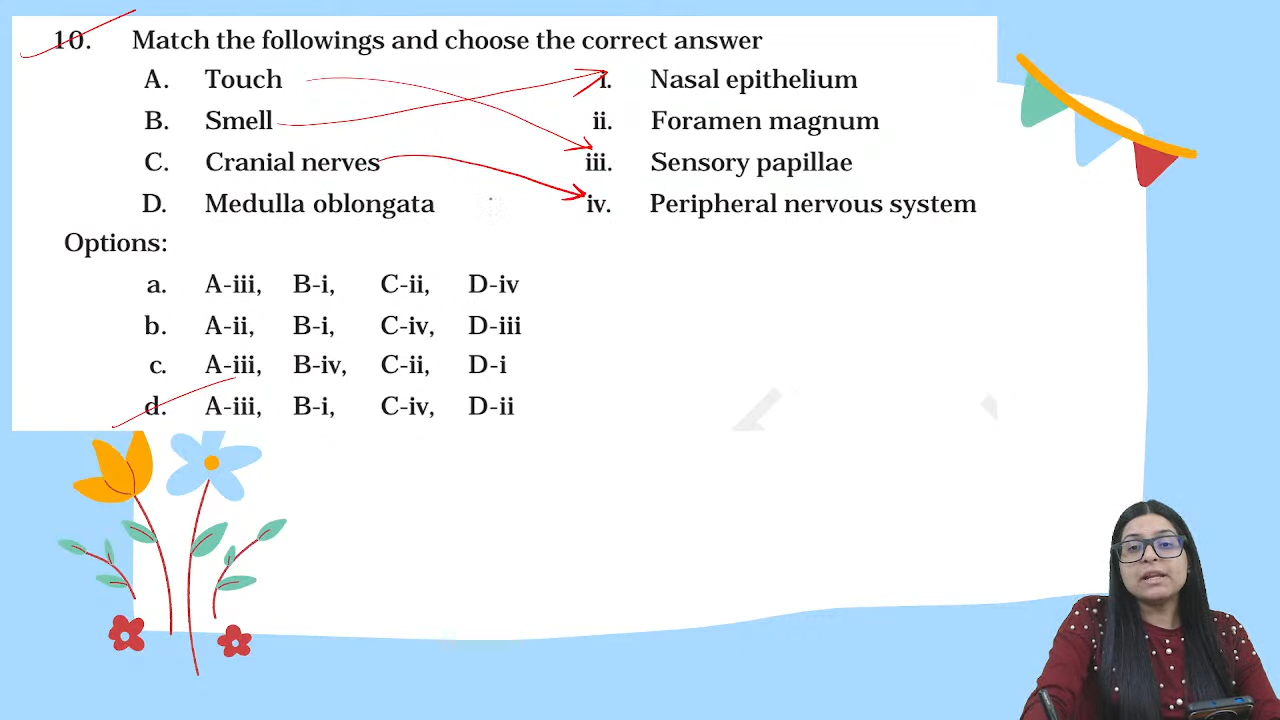 10. Match the followings and choose the correct answer
A. Touch i. Nasal epithelium
B. Smell ii. Foramen magnum
C. Cranial nerves iii. Sensory papillae
D. Medulla oblongata iv. Peripheral nervous system
Options:
a. A-iii, B-i, C-ii, D-iv
b. A-ii, B-i, C-iv, D-iii
c. A-iii, B-iv, C-ii, D-i
d. A-iii, B-i, C-iv, D-ii